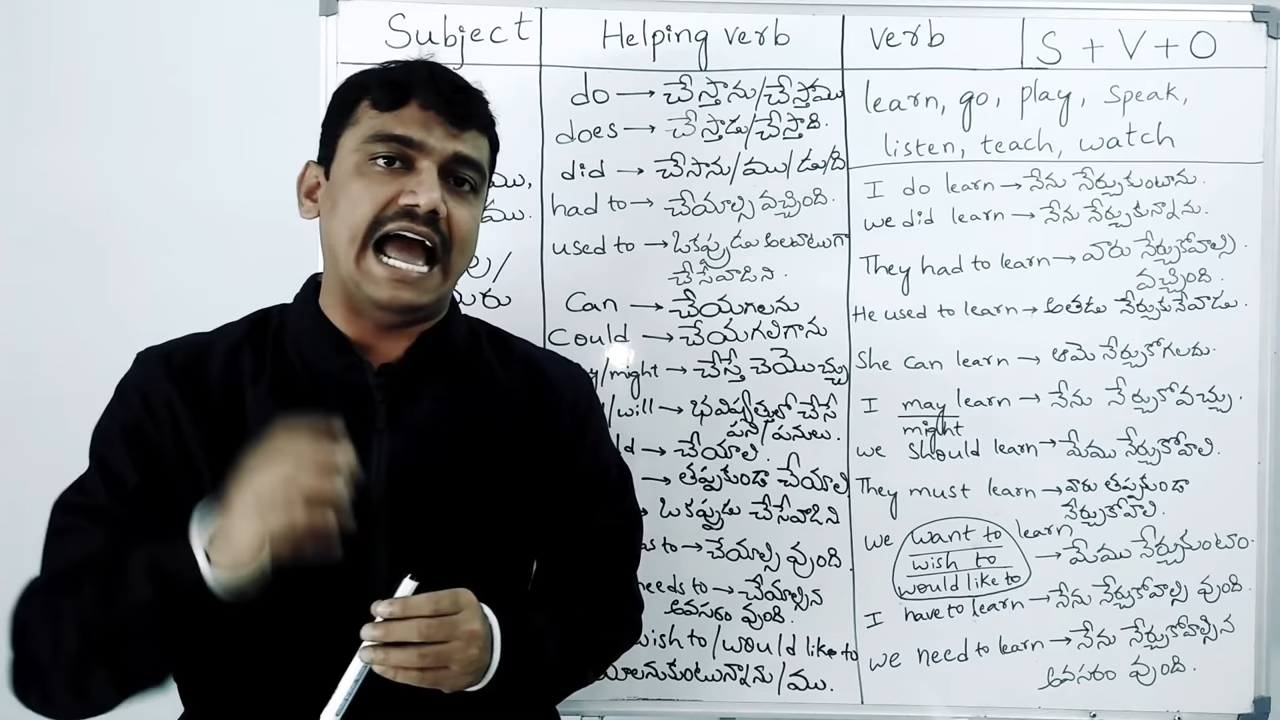 Subject
Helping verb
verb
S + V + O
ము,
ము.
do → చేస్తాను/చేస్తాము
does → చేస్తాడు/చేస్తాది.
did → చేసాను/ము/డు/ది
had to → చేయాల్సి వచ్చింది.
used to → ఒకప్పుడు
చేసేవాడిని.
Can → చేయగలను
Could → చేయగలిగాను
/might → చేస్తే చెయొచ్చు
/will → భవిష్యత్తులో చేసే
పని/పనులు.
ld → చేయాలి.
→ తప్పకుండా చేయాలి
ఒకప్పుడు చేసేవాడిని
to → చేయాల్సి వుంది.
needs to → చేయాల్సిన
అవసరం వుంది.
wish to/would like to
ము.
learn, go, play, speak,
listen, teach, watch
I do learn → నేను నేర్చుకుంటాను.
we did learn → నేను నేర్చుకున్నాను.
They had to learn → వారు నేర్చుకోవాల్సి
వచ్చింది.
He used to learn → అతడు నేర్చుకునేవాడు.
She can learn → ఆమె నేర్చుకోగలదు.
I may learn → నేను నేర్చుకోవచ్చు.
might
we should learn → మేము నేర్చుకోవాలి.
They must learn → వారు తప్పకుండా
నేర్చుకోవాలి.
we want to learn → మేము నేర్చుకుంటాం.
wish to
would like to
I have to learn → నేను నేర్చుకోవాల్సి వుంది.
we need to learn → నేను నేర్చుకోవాల్సిన
అవసరం వుంది.